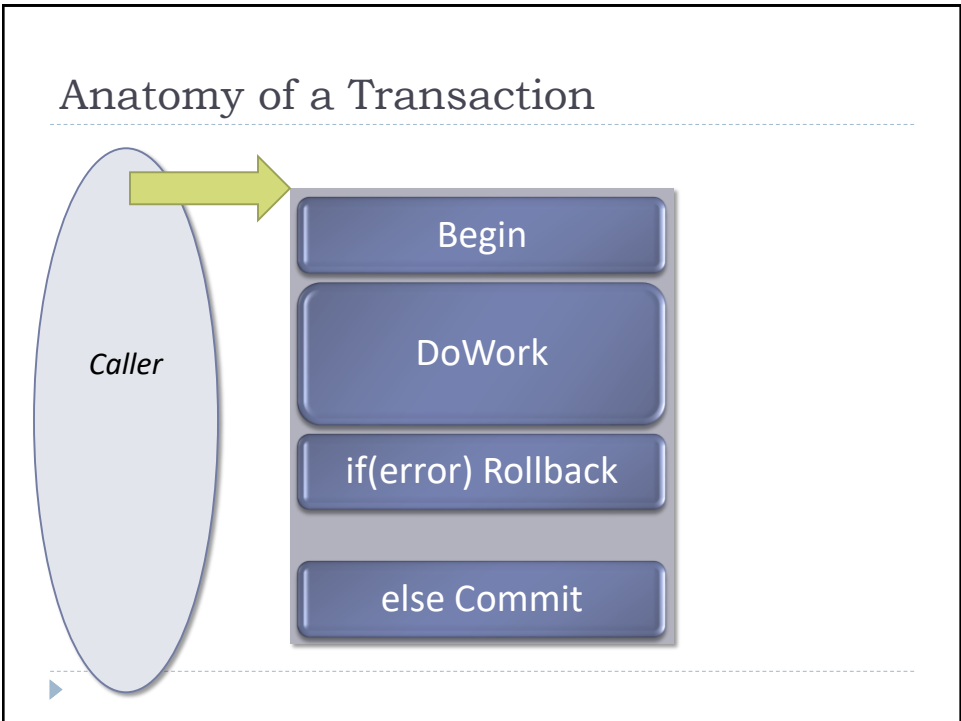 Anatomy of a Transaction
Caller
Begin
DoWork
if(error) Rollback
else Commit